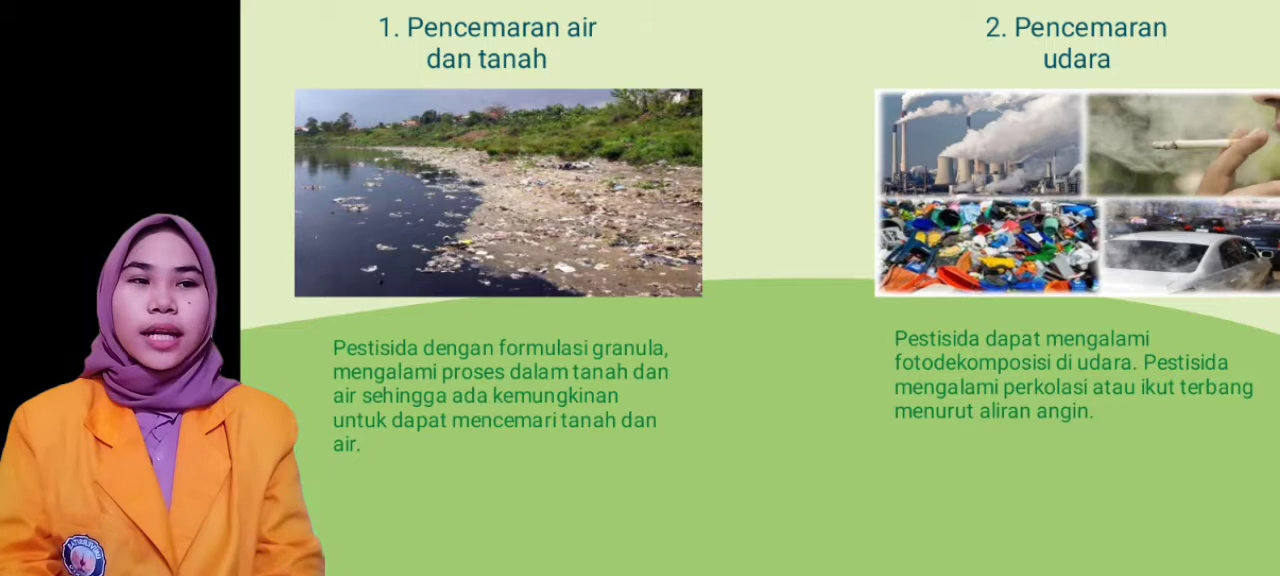 1. Pencemaran air
dan tanah
2. Pencemaran
udara
Pestisida dengan formulasi granula,
mengalami proses dalam tanah dan
air sehingga ada kemungkinan
untuk dapat mencemari tanah dan
air.
Pestisida dapat mengalami
fotodekomposisi di udara. Pestisida
mengalami perkolasi atau ikut terbang
menurut aliran angin.